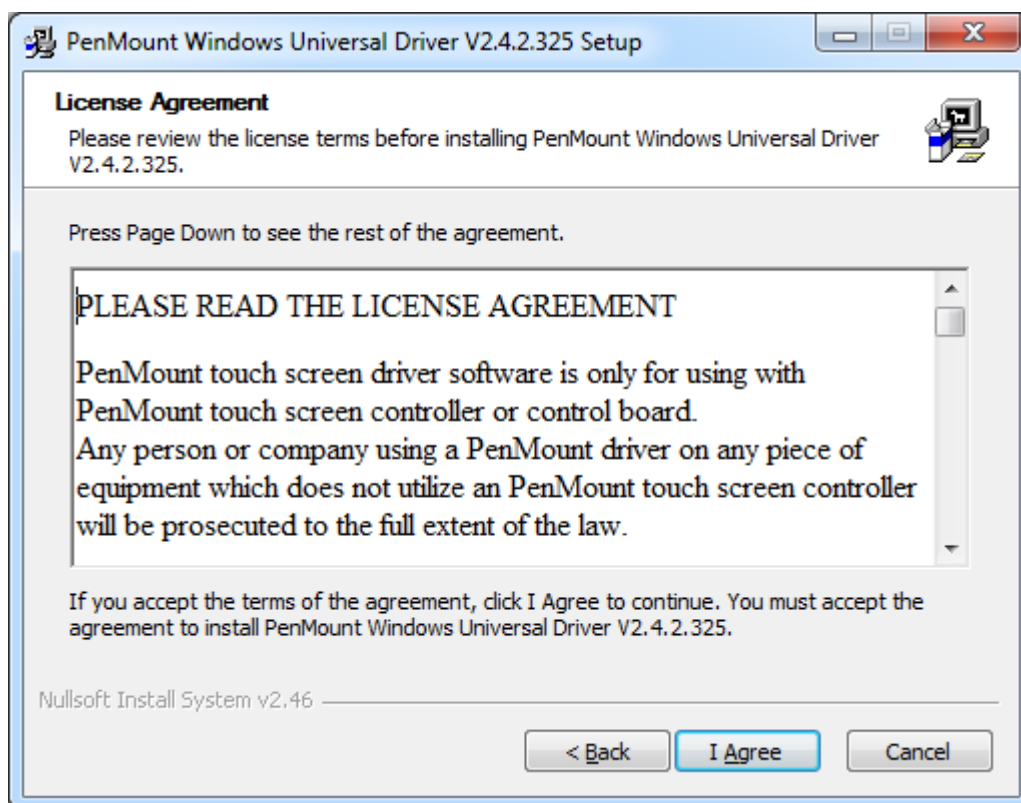 PenMount Windows Universal Driver V2.4.2.325 Setup
License Agreement
Please review the license terms before installing PenMount Windows Universal Driver
V2.4.2.325.
Press Page Down to see the rest of the agreement.
PLEASE READ THE LICENSE AGREEMENT
PenMount touch screen driver software is only for using with
PenMount touch screen controller or control board.
Any person or company using a PenMount driver on any piece of
equipment which does not utilize an PenMount touch screen controller
will be prosecuted to the full extent of the law.
If you accept the terms of the agreement, click I Agree to continue. You must accept the
agreement to install PenMount Windows Universal Driver V2.4.2.325.
Nullsoft Install System v2.46
< Back
I Agree
Cancel